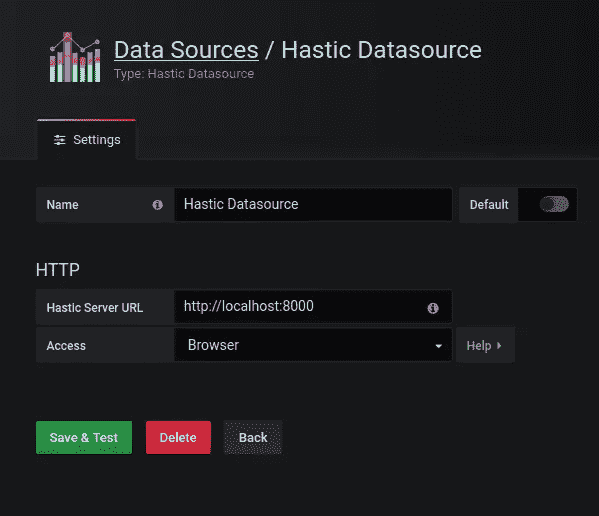 Data Sources / Hastic Datasource
Type: Hastic Datasource
Settings
Name Hastic Datasource Default
HTTP
Hastic Server URL http://localhost:8000
Access Browser Help
Save & Test Delete Back